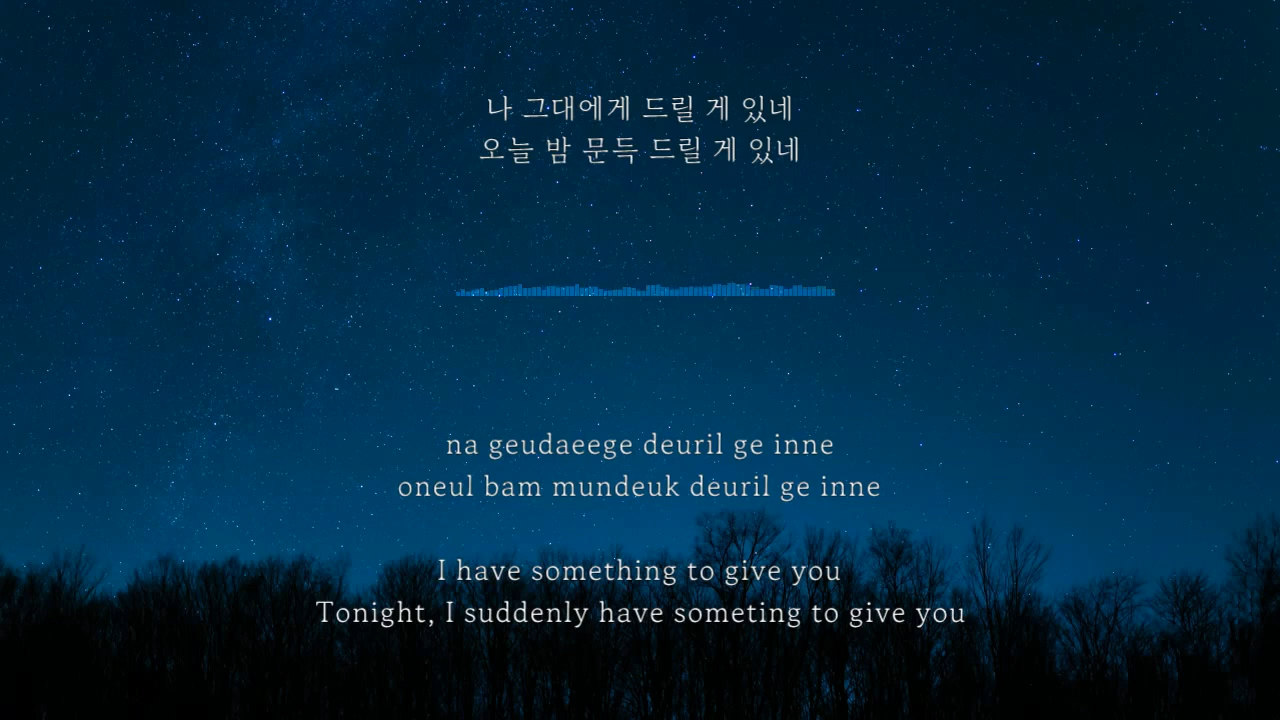 나 그대에게 드릴 게 있네
오늘 밤 문득 드릴 게 있네
na geudaeege deuril ge inne
oneul bam mundeuk deuril ge inne
I have something to give you
Tonight, I suddenly have someting to give you